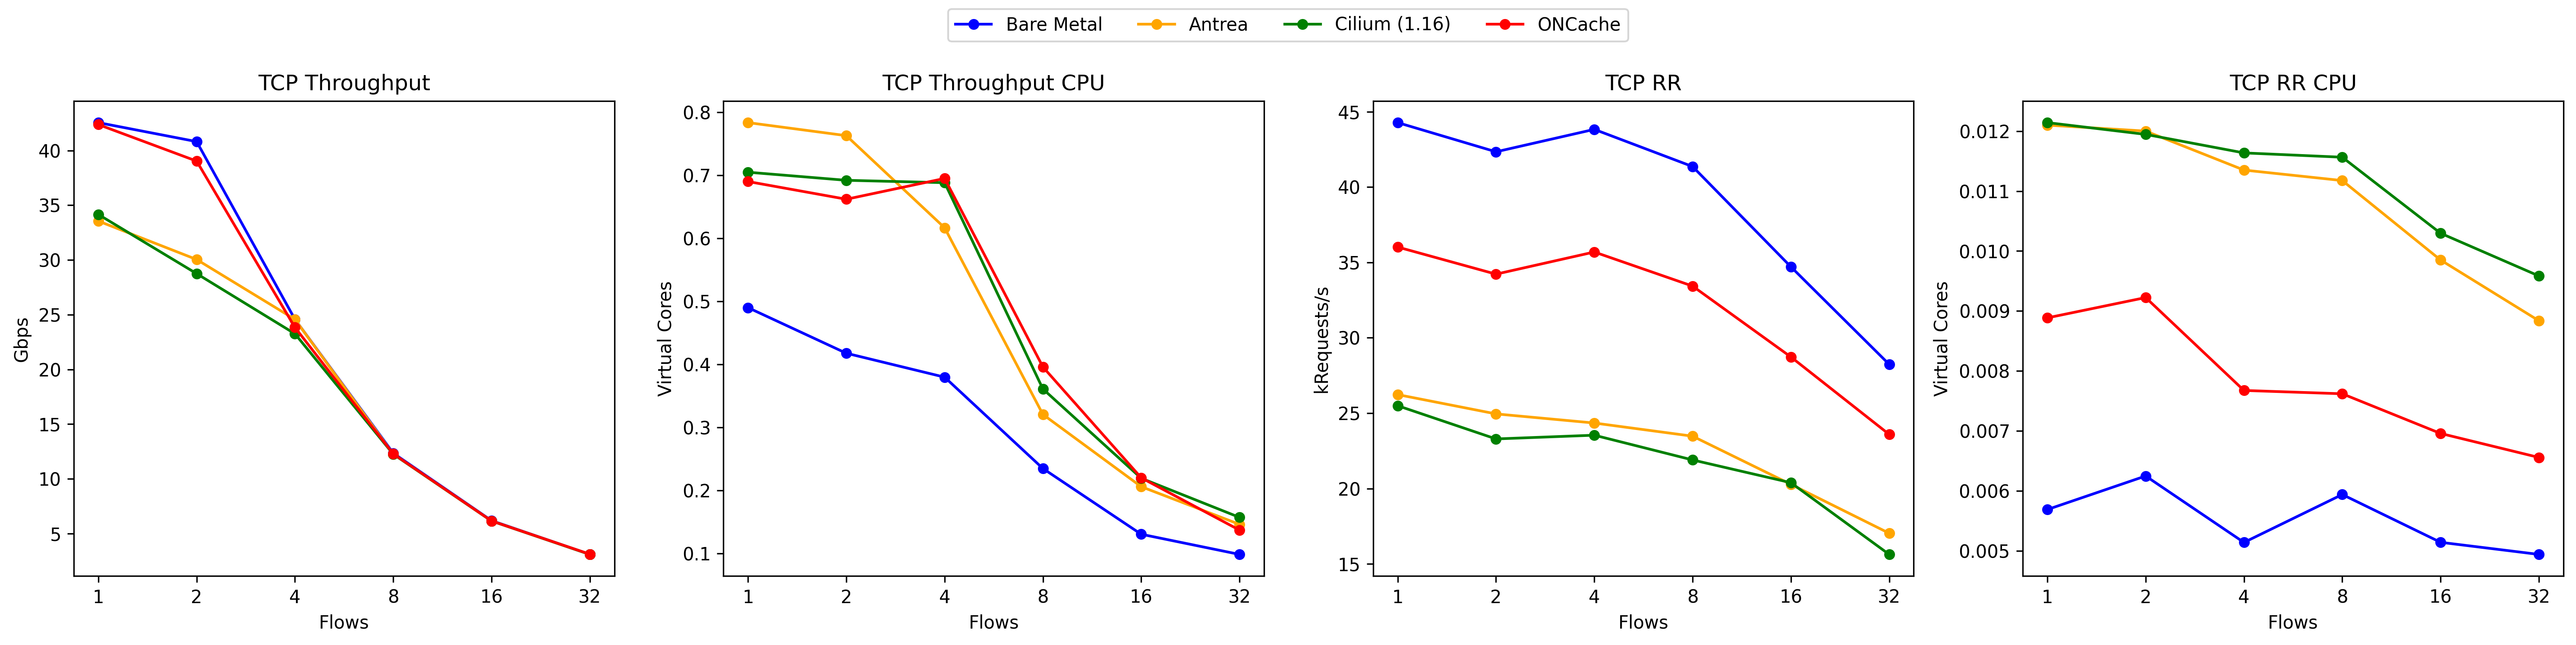 Bare Metal Antrea Cilium (1.16) ONCache
TCP Throughput
Gbps
40
35
30
25
20
15
10
5
1 2 4 8 16 32
Flows
TCP Throughput CPU
Virtual Cores
0.8
0.7
0.6
0.5
0.4
0.3
0.2
0.1
1 2 4 8 16 32
Flows
TCP RR
kRequests/s
45
40
35
30
25
20
15
1 2 4 8 16 32
Flows
TCP RR CPU
Virtual Cores
0.012
0.011
0.010
0.009
0.008
0.007
0.006
0.005
1 2 4 8 16 32
Flows